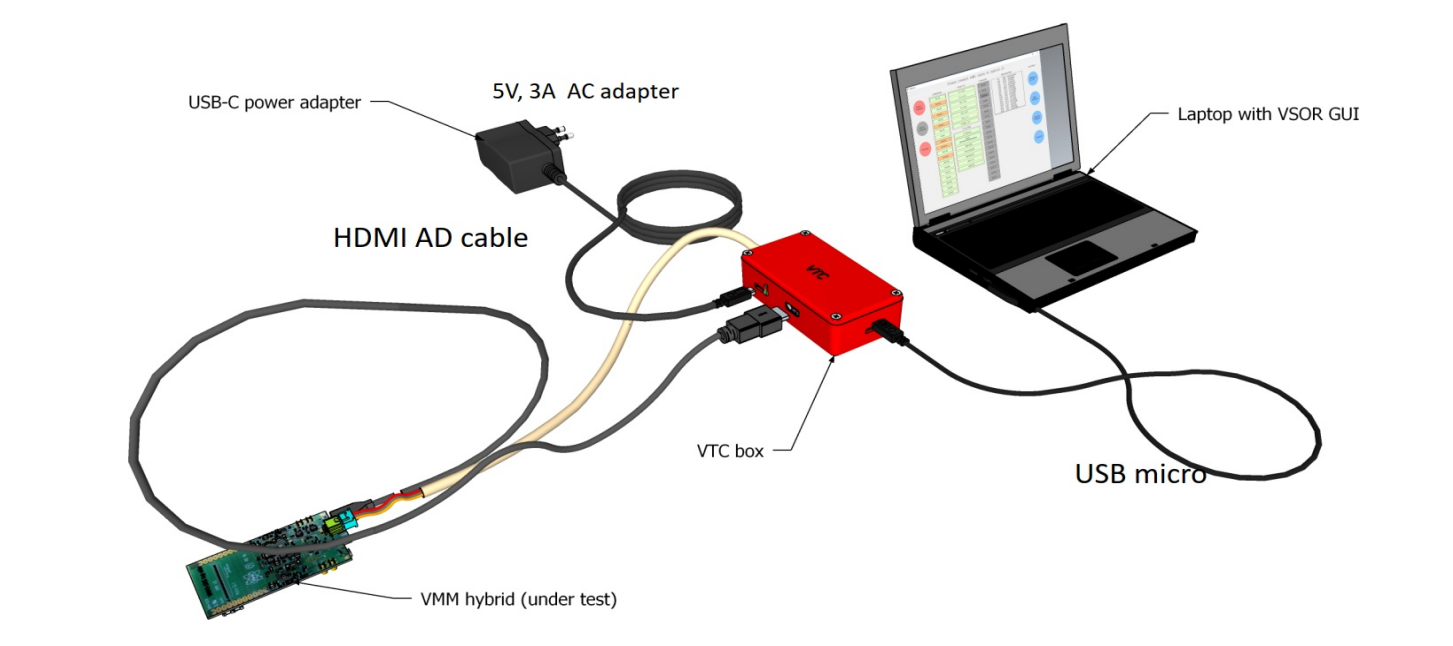 5V, 3A AC adapter
USB-C power adapter
Laptop with VSOR GUI
HDMI AD cable
VTC
VTC box
USB micro
VMM hybrid (under test)